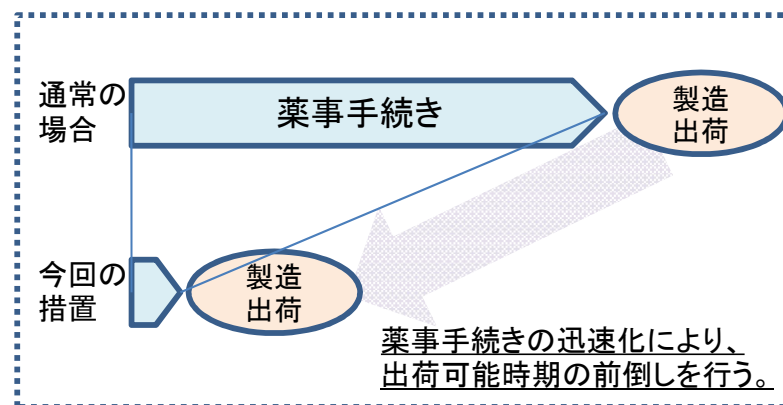 通常の
場合
薬事手続き
製造
出荷
今回の
措置
製造
出荷
薬事手続きの迅速化により、
出荷可能時期の前倒しを行う。